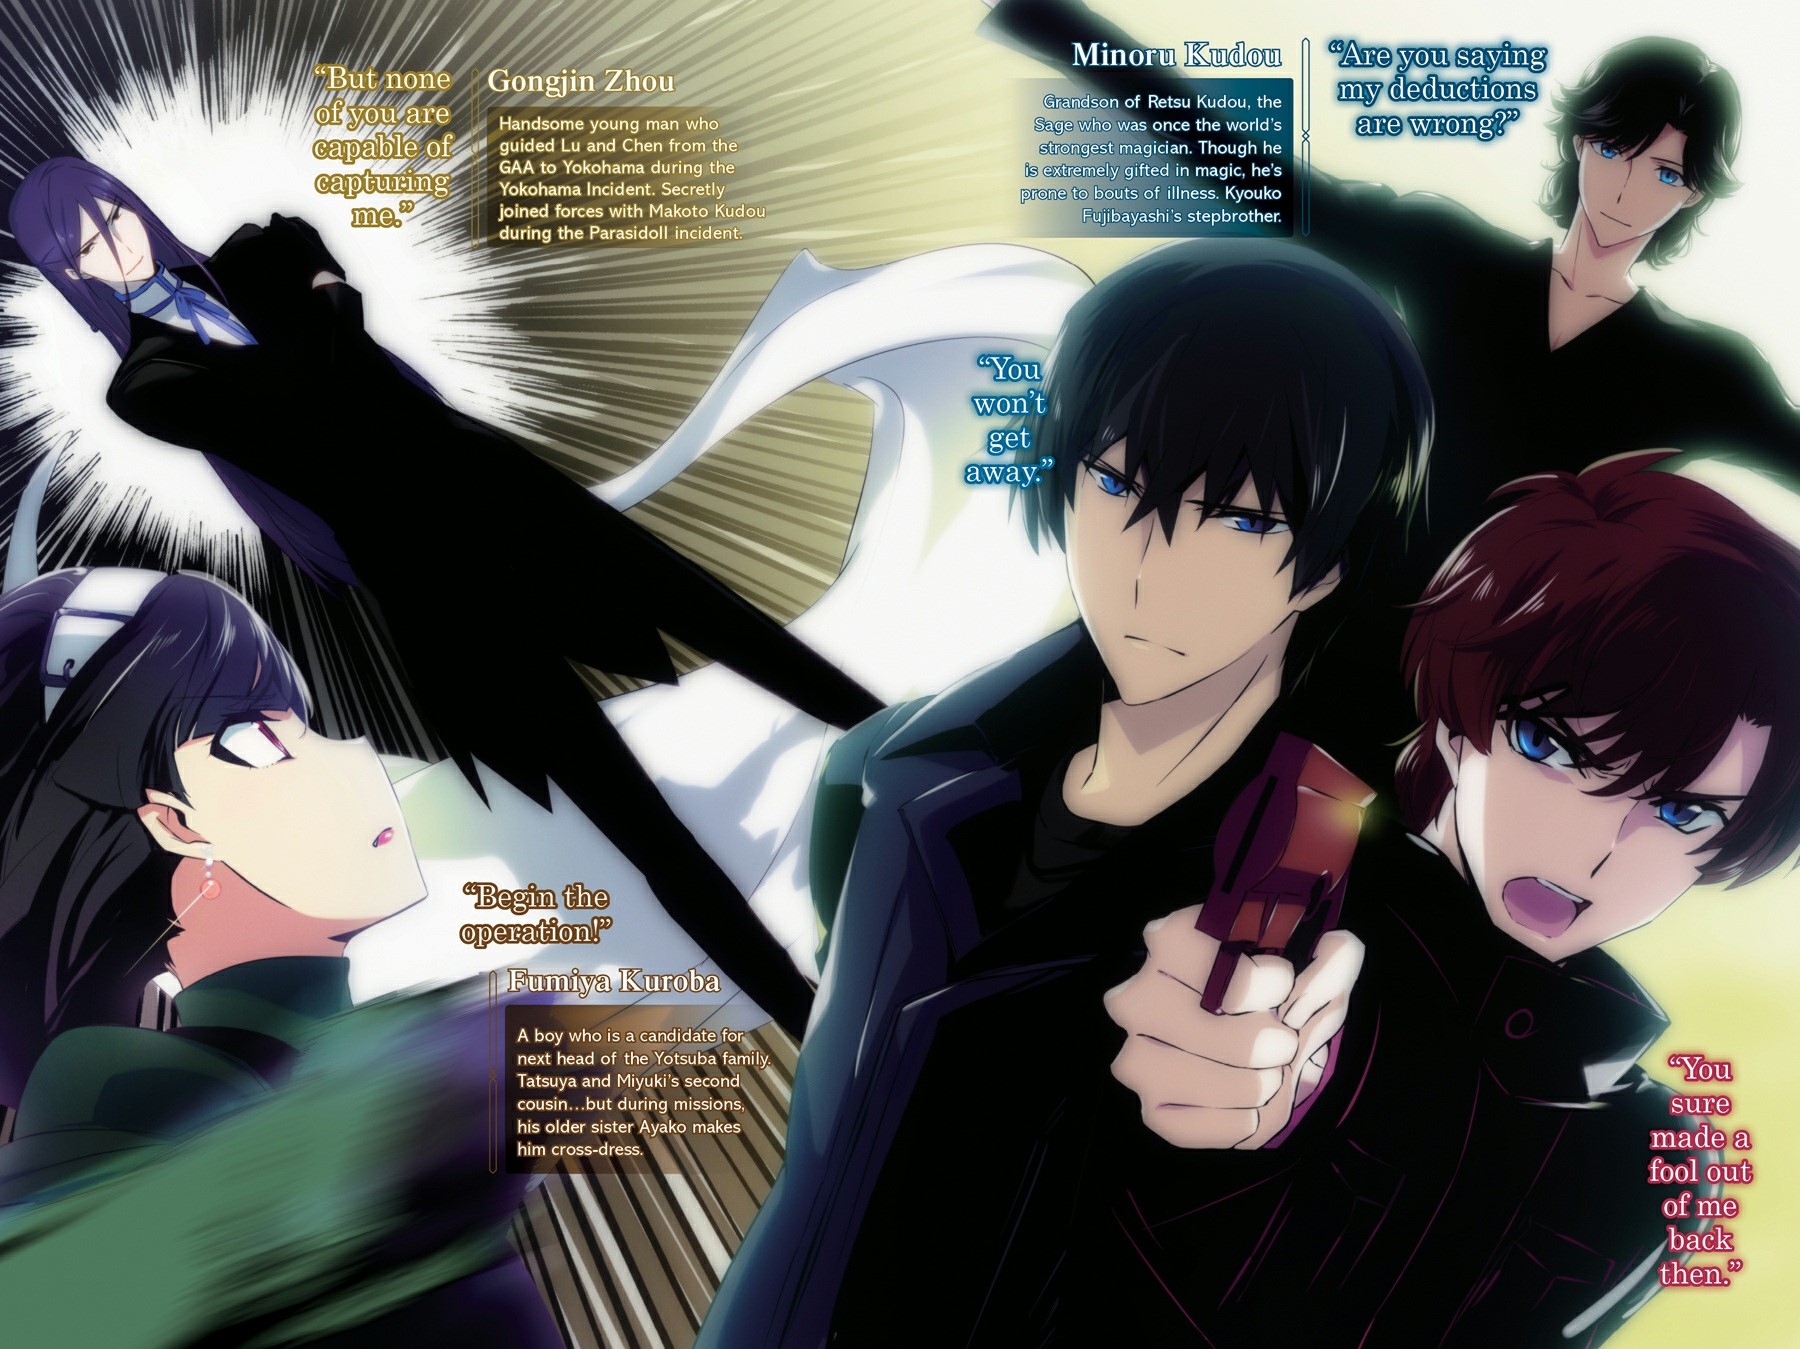 “But none
of you are
capable of
capturing
me.”
Gongjin Zhou
Handsome young man who
guided Lu and Chen from the
GAA to Yokohama during the
Yokohama Incident. Secretly
joined forces with Makoto Kudou
during the Parasidoll incident.
Minoru Kudou
Grandson of Retsu Kudou, the
Sage who was once the world’s
strongest magician. Though he
is extremely gifted in magic, he’s
prone to bouts of illness. Kyouko
Fujibayashi’s stepbrother.
“Are you saying
my deductions
are wrong?”
“You
won’t
get
away.”
“Begin the
operation!”
Fumiya Kuroba
A boy who is a candidate for
next head of the Yotsuba family.
Tatsuya and Miyuki’s second
cousin…but during missions,
his older sister Ayako makes
him cross-dress.
“You
sure
made a
fool out
of me
back
then.”